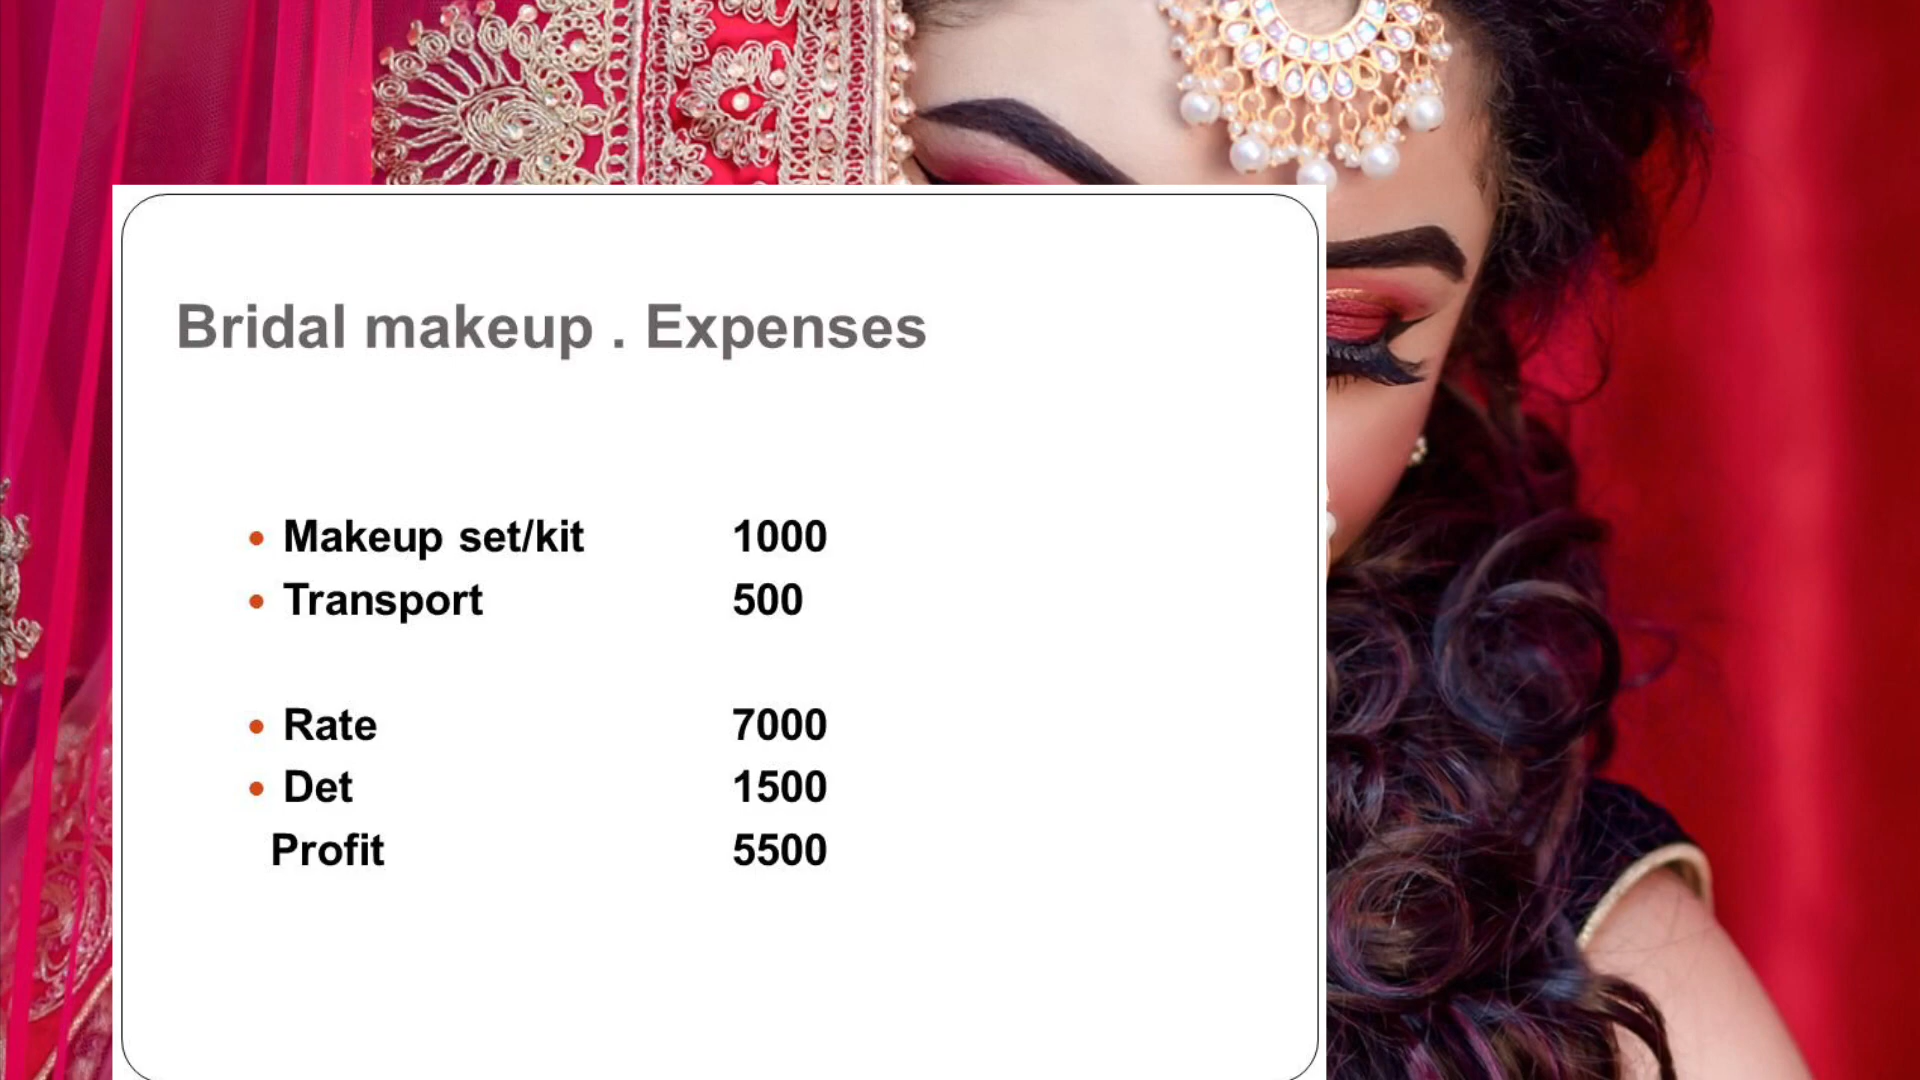 Bridal makeup . Expenses
Makeup set/kit 1000
Transport 500
Rate 7000
Det 1500
Profit 5500